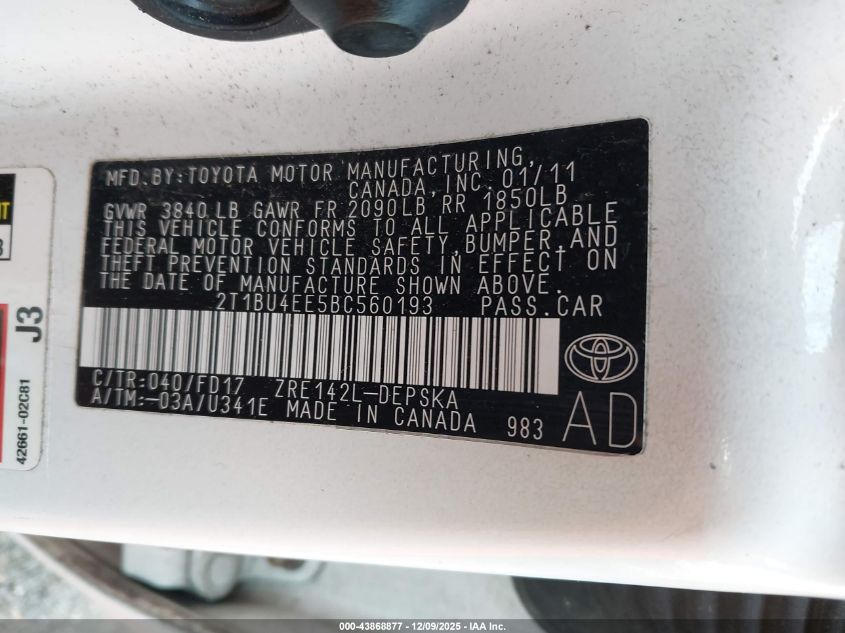 MFD.BY:TOYOTA MOTOR MANUFACTURING,
CANADA, INC. 01/11
GVWR 3840 LB GAWR FR 2090LB RR 1850LB
THIS VEHICLE CONFORMS TO ALL APPLICABLE
FEDERAL MOTOR VEHICLE SAFETY, BUMPER, AND
THEFT PREVENTION STANDARDS IN EFFECT ON
THE DATE OF MANUFACTURE SHOWN ABOVE.
2T1BU4EE5BC560193 PASS.CAR
C/TR:040/FD17 ZRE142L-DEPSKA
A/TM:-03A/U341E MADE IN CANADA 983 AD
J3
42661-02C81
000-43868877 - 12/09/2025 - IAA Inc.